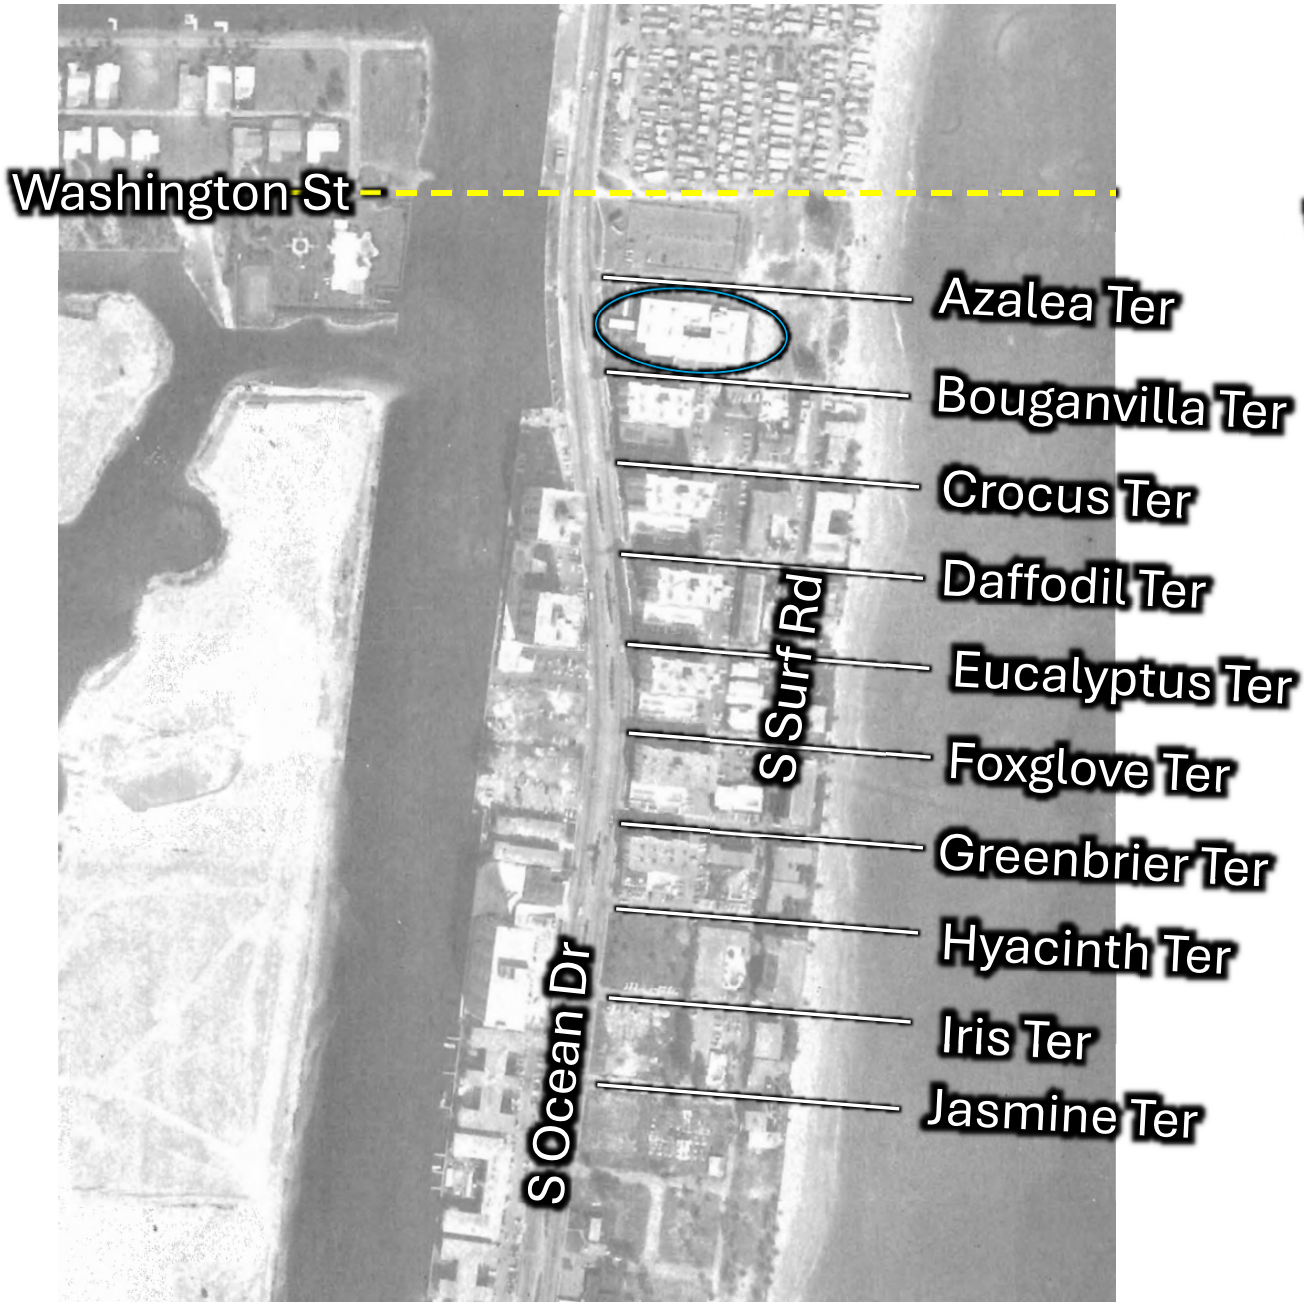 Washington St
Azalea Ter
Bouganvilla Ter
Crocus Ter
Daffodil Ter
S Surf Rd
Eucalyptus Ter
Foxglove Ter
Greenbrier Ter
Hyacinth Ter
S Ocean Dr
Iris Ter
Jasmine Ter